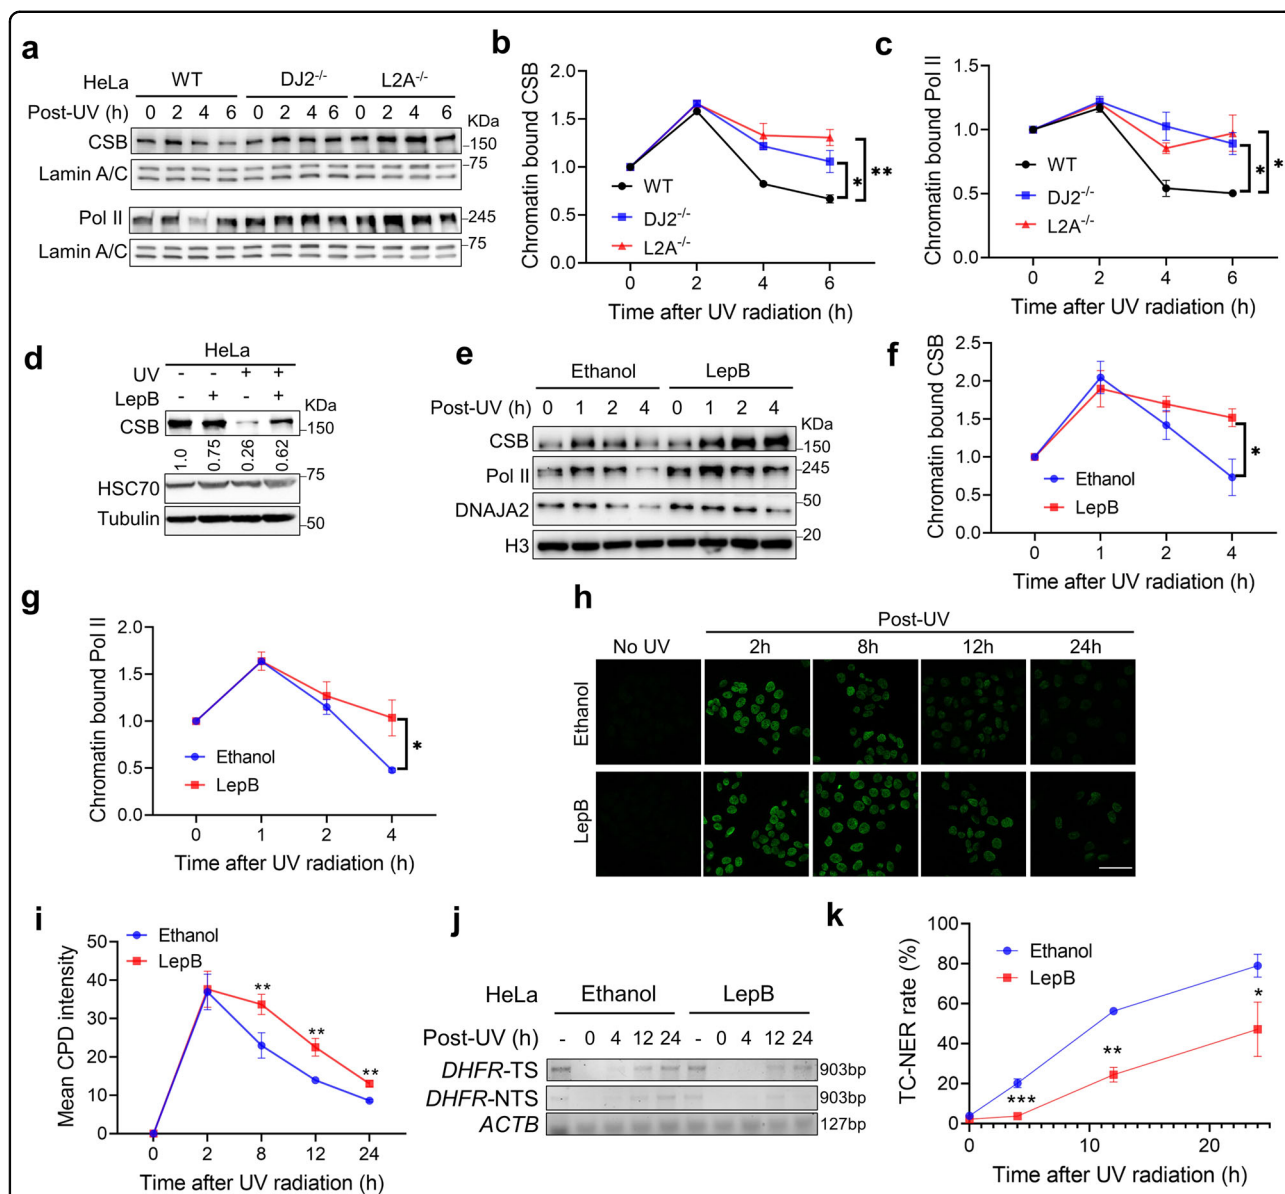 a
HeLa WT DJ2-/- L2A-/-
Post-UV (h) 0 2 4 6 0 2 4 6 0 2 4 6
KDa
CSB 150
Lamin A/C 75
Pol II 245
Lamin A/C 75
b
Chromatin bound CSB
2.0
1.5
1.0
0.5
0.0
WT
DJ2-/-
L2A-/-
* **
0 2 4 6
Time after UV radiation (h)
c
Chromatin bound Pol II
1.5
1.0
0.5
0.0
WT
DJ2-/-
L2A-/-
* *
0 2 4 6
Time after UV radiation (h)
d
HeLa
UV - - + +
LepB - + - +
KDa
CSB 150
1.0 0.75 0.26 0.62
HSC70 75
Tubulin 50
e
Ethanol LepB
Post-UV (h) 0 1 2 4 0 1 2 4 KDa
CSB 150
Pol II 245
DNAJA2 50
H3 20
f
Chromatin bound CSB
2.5
2.0
1.5
1.0
0.5
0.0
Ethanol
LepB
*
0 1 2 4
Time after UV radiation (h)
g
Chromatin bound Pol II
2.0
1.5
1.0
0.5
0.0
Ethanol
LepB
*
0 1 2 4
Time after UV radiation (h)
h
Post-UV
No UV 2h 8h 12h 24h
Ethanol
LepB
i
Ethanol
LepB
Mean CPD intensity
50
40
30
20
10
0
** ** **
0 2 8 12 24
Time after UV radiation (h)
j
HeLa Ethanol LepB
Post-UV (h) - 0 4 12 24 - 0 4 12 24
DHFR-TS 903bp
DHFR-NTS 903bp
ACTB 127bp
k
TC-NER rate (%)
100
80
60
40
20
0
Ethanol
LepB
*** ** *
0 10 20
Time after UV radiation (h)